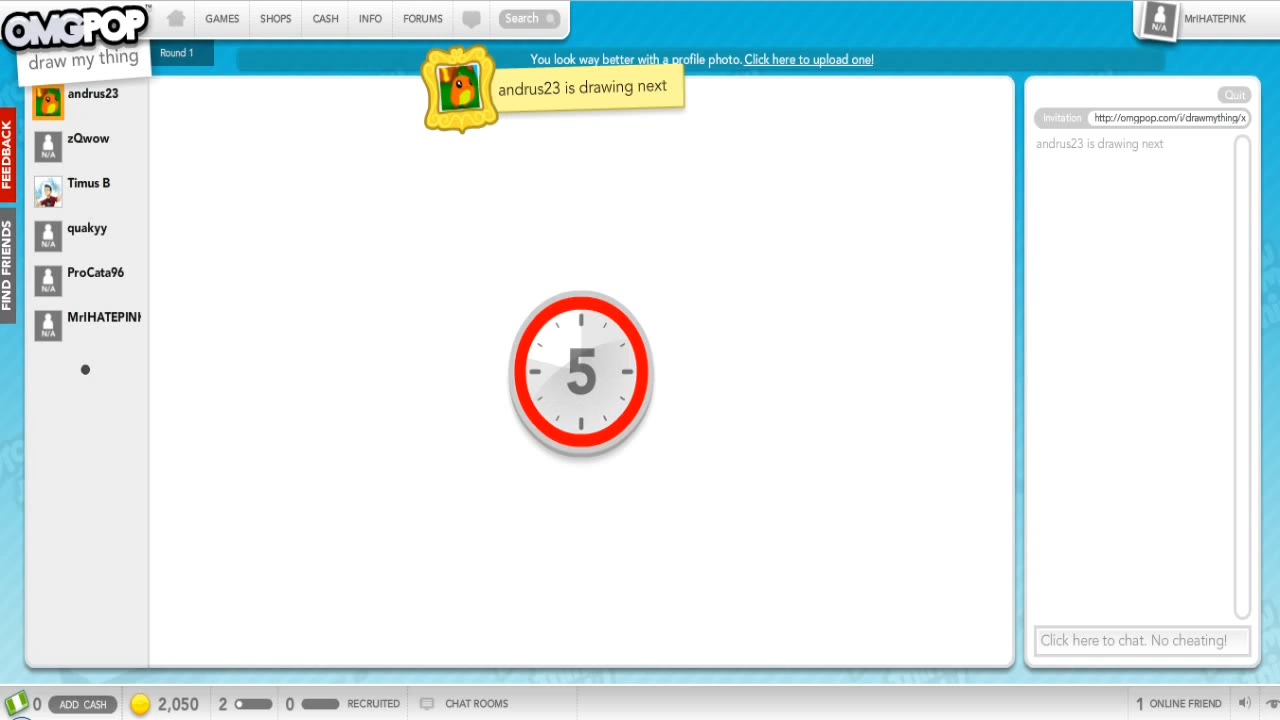 OMGPOP™
draw my thing
GAMES
SHOPS
CASH
INFO
FORUMS
Search
N/A
MrIHATEPINK
Round 1
You look way better with a profile photo. Click here to upload one!
andrus23 is drawing next
FEEDBACK
FIND FRIENDS
andrus23
N/A
zQwow
Timus B
N/A
quakyy
N/A
ProCata96
N/A
MrIHATEPINK
5
Quit
Invitation
http://omgpop.com/i/drawmything/x
andrus23 is drawing next
Click here to chat. No cheating!
0
ADD CASH
2,050
2
0
RECRUITED
CHAT ROOMS
1 ONLINE FRIEND